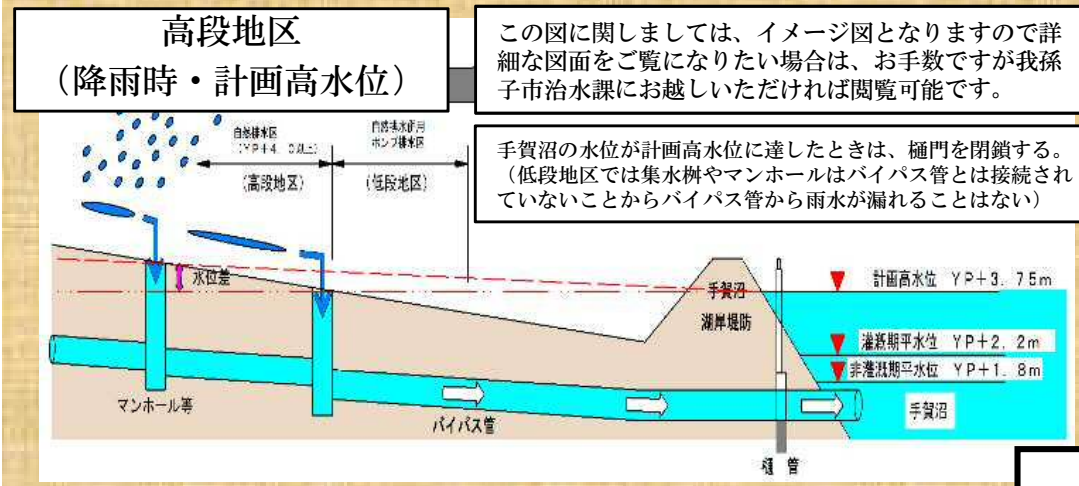 高段地区
(降雨時・計画高水位)
この図に関しましては、イメージ図となりますので詳
細な図面をご覧になりたい場合は、お手数ですが我孫
子市治水課にお越しいただければ閲覧可能です。
手賀沼の水位が計画高水位に達したときは、樋門を閉鎖する。
(低段地区では集水桝やマンホールはバイパス管とは接続され
ていないことからバイパス管から雨水が漏れることはない)
自然排水区
(高段地区)
ポンプ排水区
(低段地区)
水位差
マンホール等
バイパス管
手賀沼
湖岸堤防
樋 管
計画高水位 YP+3. 75m
灌漑期平水位 YP+2. 2m
非灌漑期平水位 YP+1. 8m
手賀沼